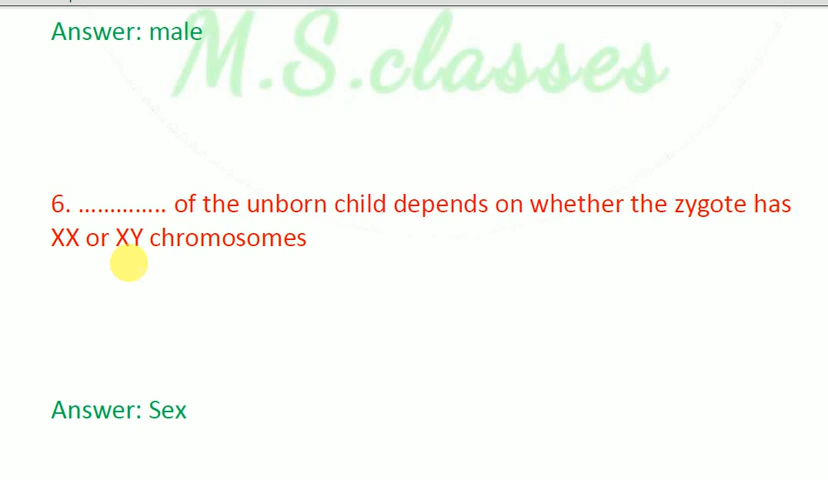 Answer: male
M.S.classes
6. .............. of the unborn child depends on whether the zygote has
XX or XY chromosomes
Answer: Sex